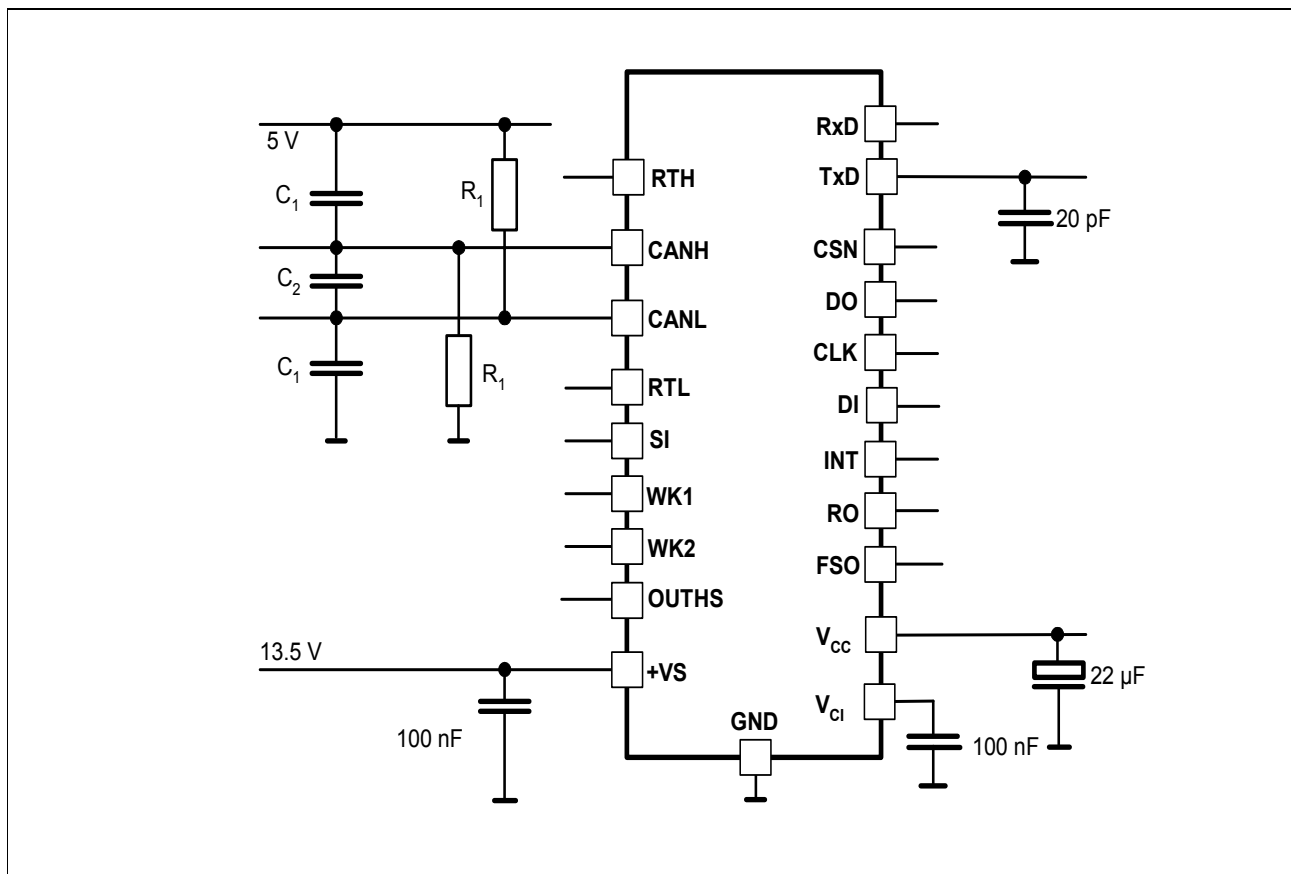 5 V
C1
R1
C2
C1
R1
13.5 V
100 nF
RTH
CANH
CANL
RTL
SI
WK1
WK2
OUTHS
+VS
GND
RxD
TxD
CSN
DO
CLK
DI
INT
RO
FSO
VCC
VCI
20 pF
22 µF
100 nF